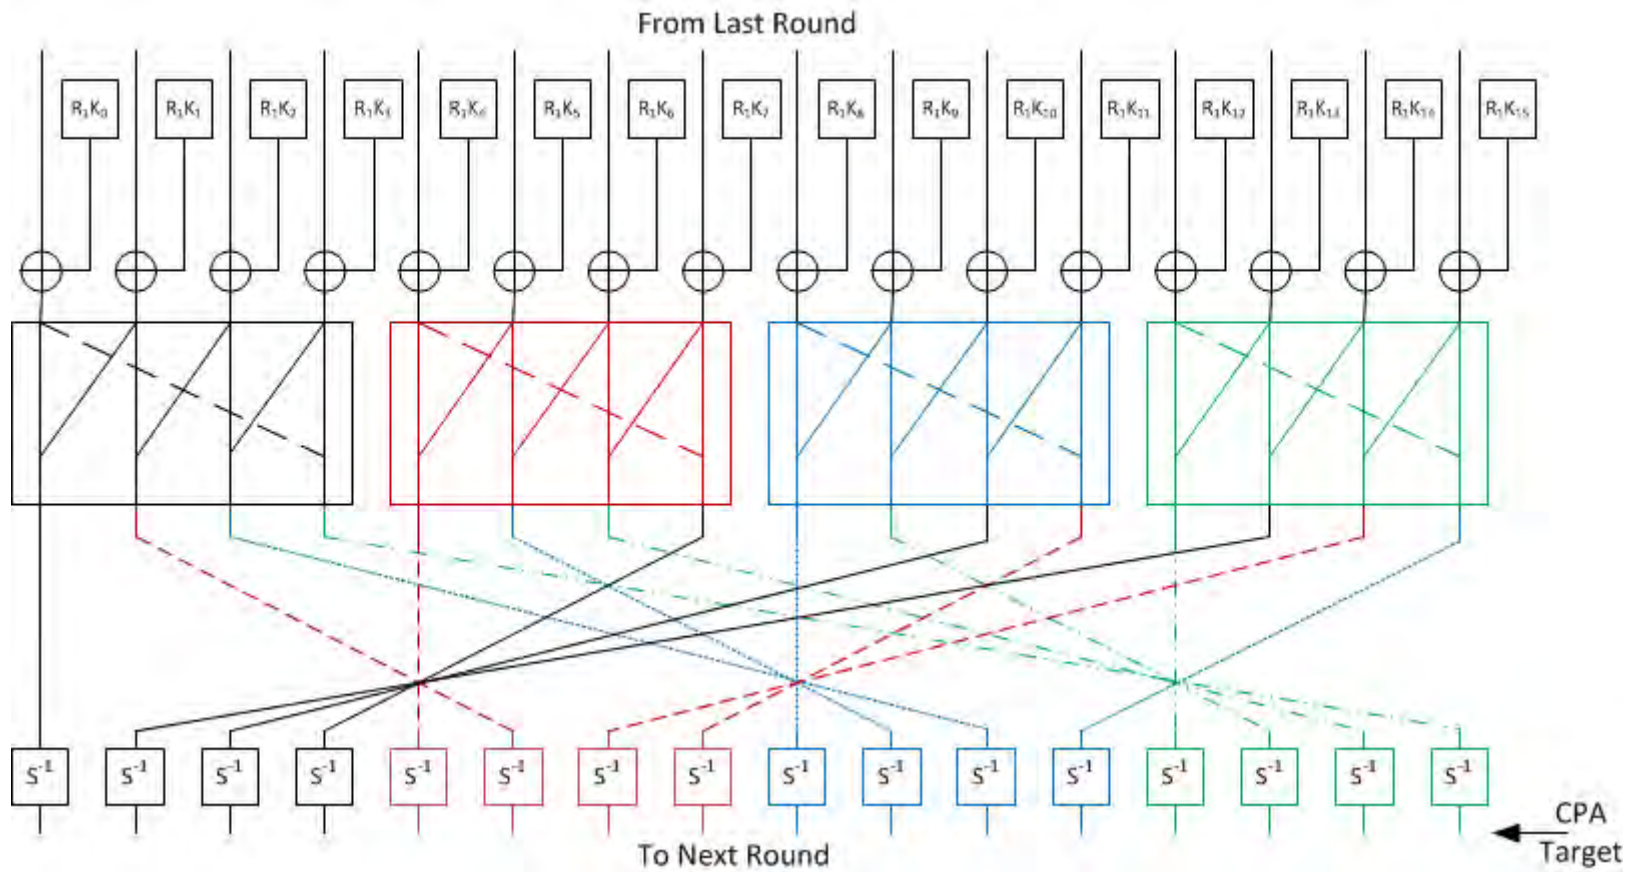 From Last Round
R₁K₀ R₁K₁ R₁K₂ R₁K₃ R₁K₄ R₁K₅ R₁K₆ R₁K₇ R₁K₈ R₁K₉ R₁K₁₀ R₁K₁₁ R₁K₁₂ R₁K₁₃ R₁K₁₄ R₁K₁₅
S⁻¹ S⁻¹ S⁻¹ S⁻¹ S⁻¹ S⁻¹ S⁻¹ S⁻¹ S⁻¹ S⁻¹ S⁻¹ S⁻¹ S⁻¹ S⁻¹ S⁻¹ S⁻¹
CPA
Target
To Next Round